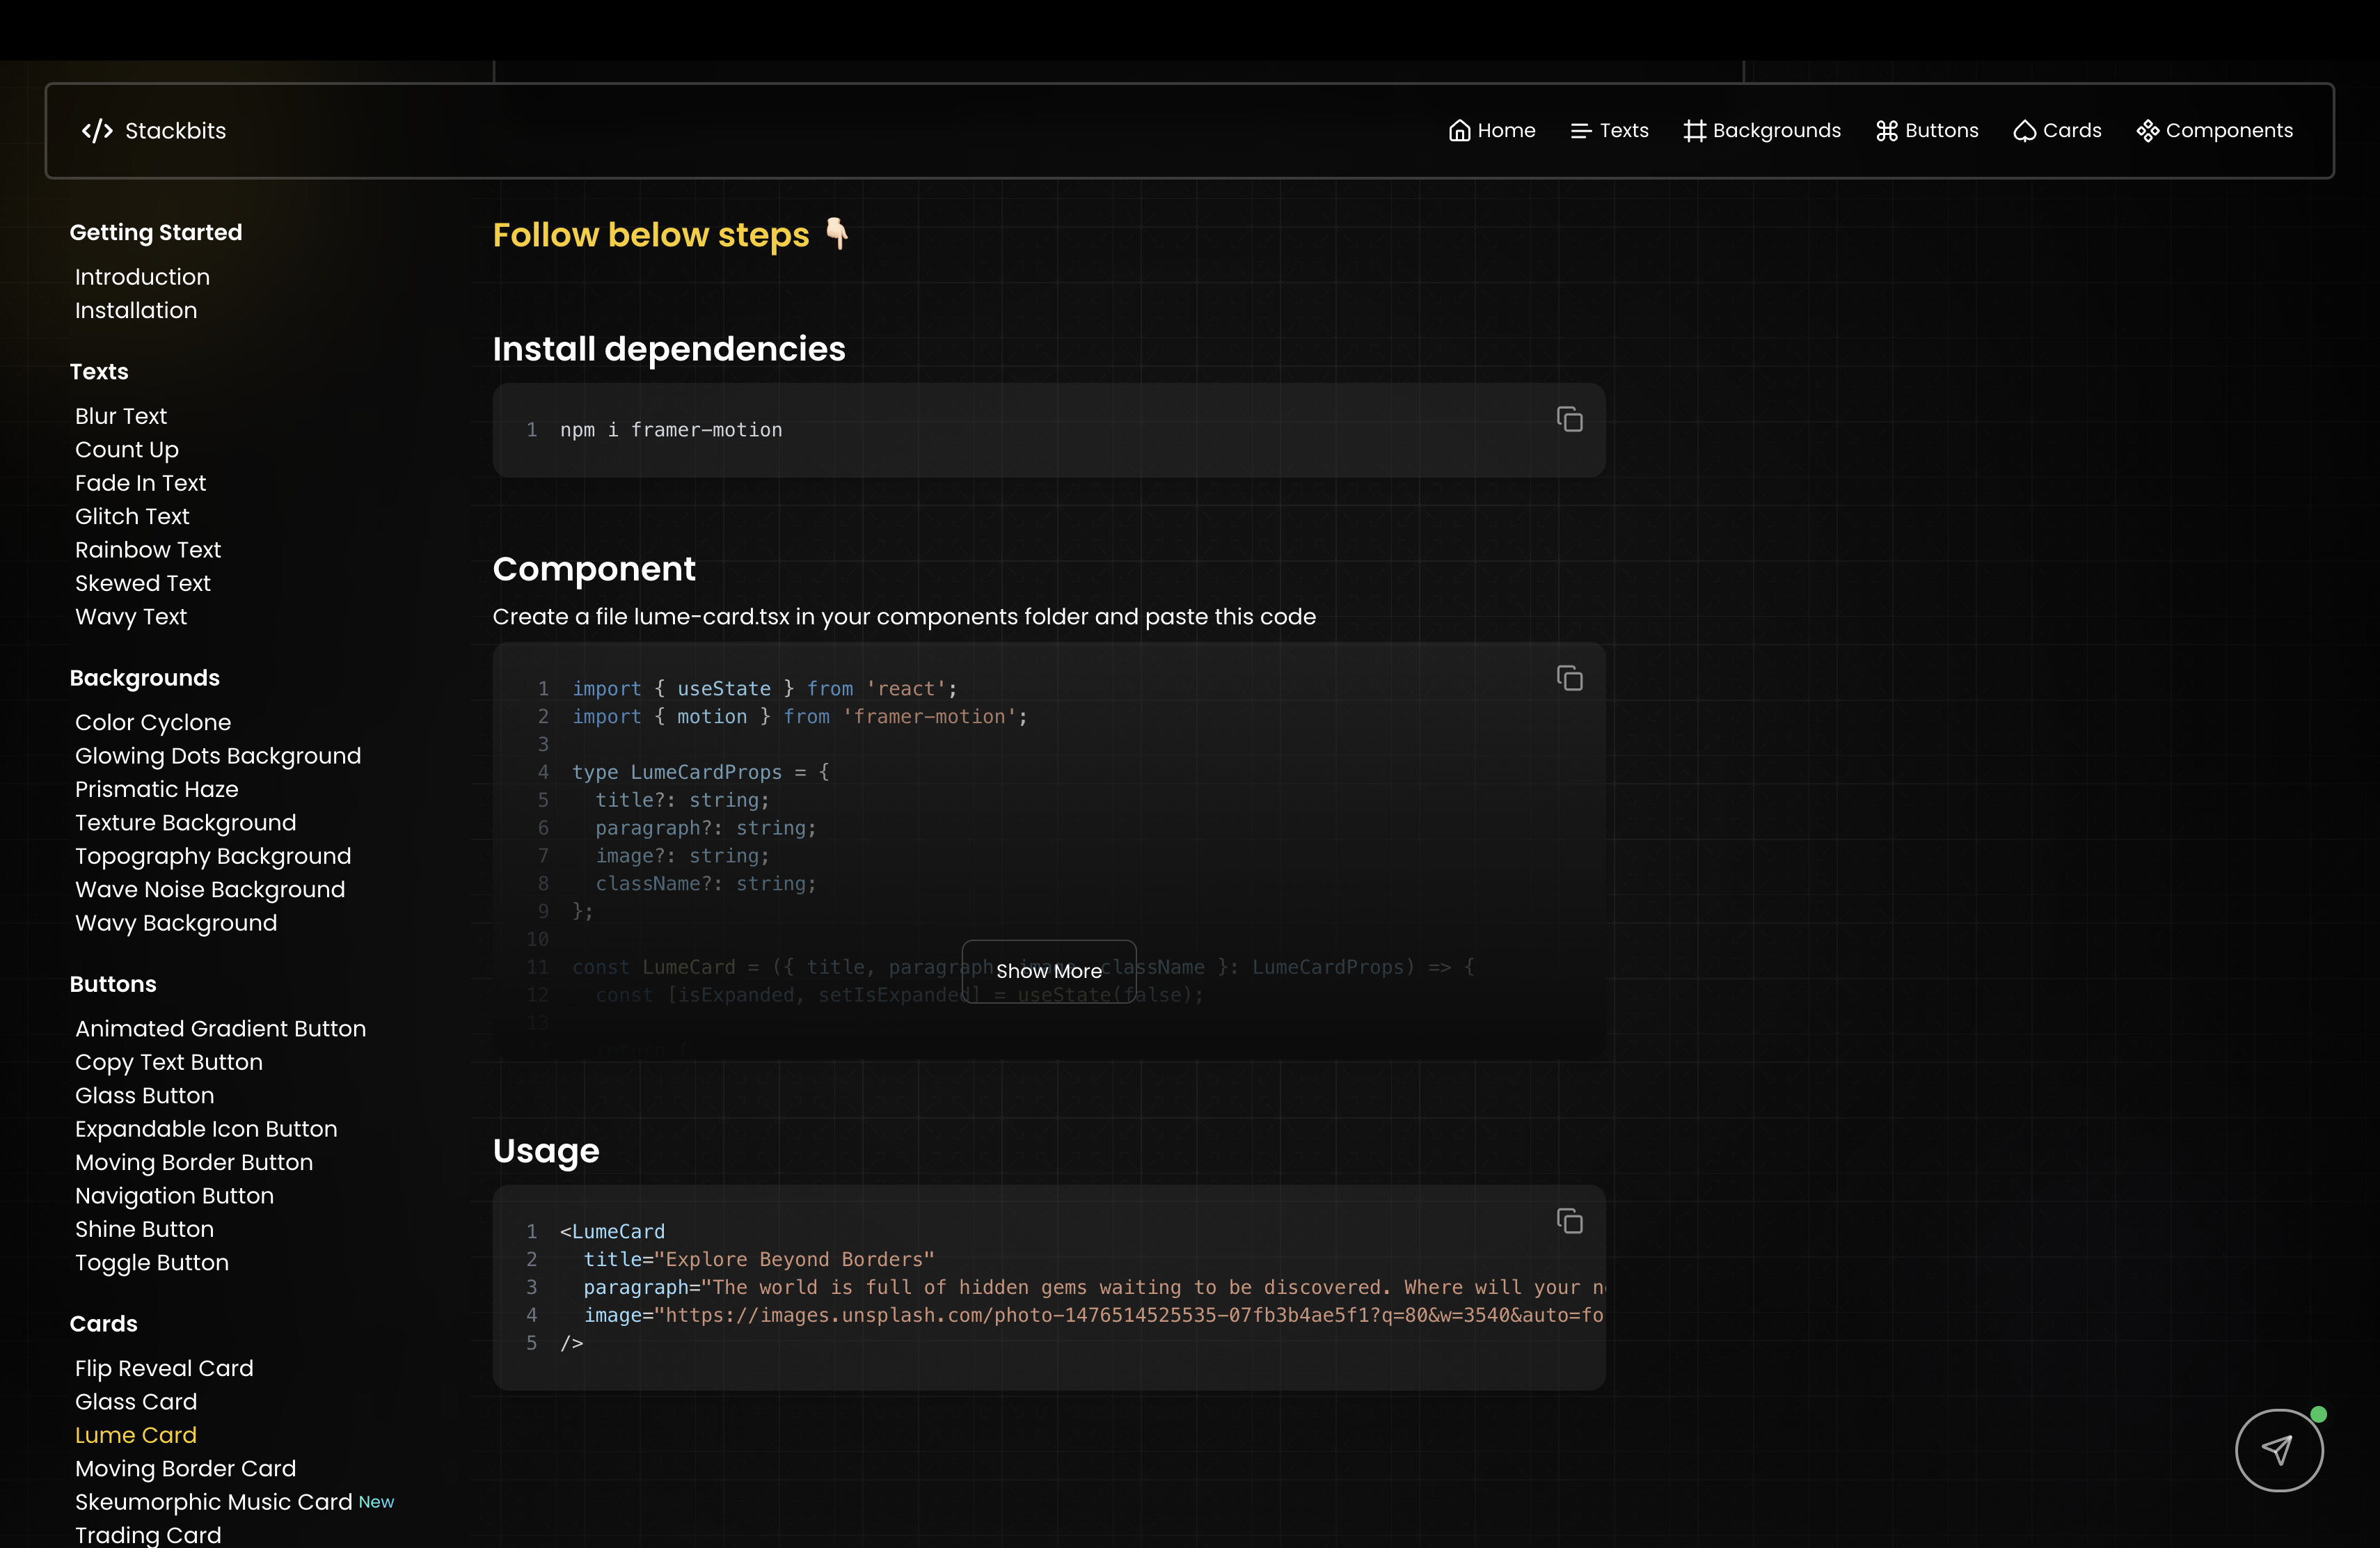 Stackbits
Home
Texts
Backgrounds
Buttons
Cards
Components
Getting Started
Introduction
Installation
Texts
Blur Text
Count Up
Fade In Text
Glitch Text
Rainbow Text
Skewed Text
Wavy Text
Backgrounds
Color Cyclone
Glowing Dots Background
Prismatic Haze
Texture Background
Topography Background
Wave Noise Background
Wavy Background
Buttons
Animated Gradient Button
Copy Text Button
Glass Button
Expandable Icon Button
Moving Border Button
Navigation Button
Shine Button
Toggle Button
Cards
Flip Reveal Card
Glass Card
Lume Card
Moving Border Card
Skeumorphic Music Card New
Trading Card
Follow below steps 👇🏻
Install dependencies
1 npm i framer-motion
Component
Create a file lume-card.tsx in your components folder and paste this code
1 import { useState } from 'react';
2 import { motion } from 'framer-motion';
3
4 type LumeCardProps = {
5   title?: string;
6   paragraph?: string;
7   image?: string;
8   className?: string;
9 };
10
11 const LumeCard = ({ title, paragraph, image, className }: LumeCardProps) => {
12   const [isExpanded, setIsExpanded] = useState(false);
13
return (
Show More
Usage
1 <LumeCard
2   title="Explore Beyond Borders"
3   paragraph="The world is full of hidden gems waiting to be discovered. Where will your
4   image="https://images.unsplash.com/photo-1476514525535-07fb3b4ae5f1?q=80&w=3540&auto=fo
5 />